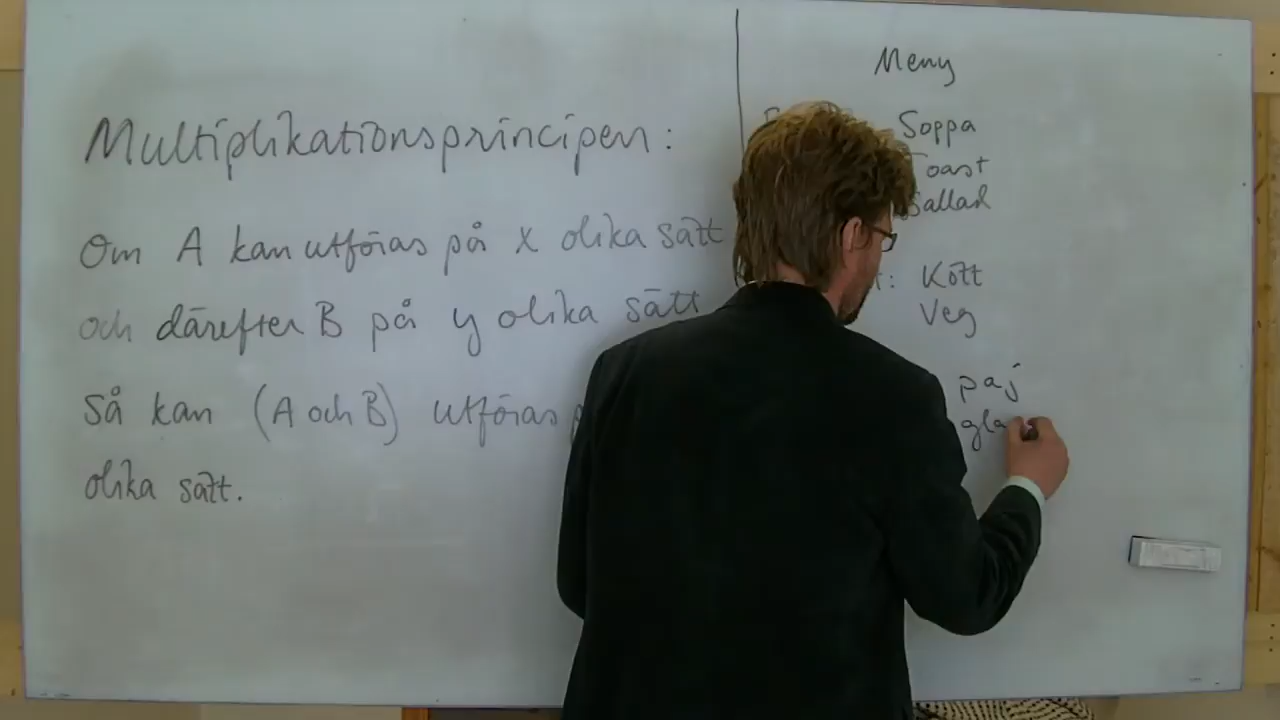 Multiplikationsprincipen:
Om A kan utföras på x olika sätt
och därefter B på y olika sätt
Så kan (A och B) utföras
olika sätt.
Meny
Soppa
Toast
Sallad
: Kött
Veg
paj
gla